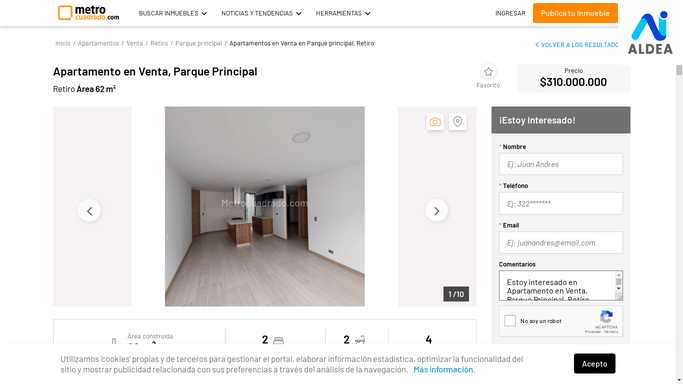 metro
cuadrado.com
BUSCAR INMUEBLES
NOTICIAS Y TENDENCIAS
HERRAMIENTAS
INGRESAR
Publica tu Inmueble
AI
ALDEA
Inicio / Apartamentos / Venta / Retiro / Parque principal / Apartamentos en Venta en Parque principal, Retiro
< VOLVER A LOS RESULTADO
Apartamento en Venta, Parque Principal
Retiro Área 62 m²
Favorito
Precio
$310.000.000
Metrocuadrado.com
1 /10
¡Estoy Interesado!
* Nombre
Ej: Juan Andres
* Teléfono
Ej: 322*******
* Email
Ej: juanandres@email.com
Comentarios
Estoy interesado en
Apartamento en Venta,
Parque Principal, Retiro
No soy un robot
reCAPTCHA
Privacidad - Términos
Área construida
2
2
4
Utilizamos 'cookies' propias y de terceros para gestionar el portal, elaborar información estadística, optimizar la funcionalidad del
sitio y mostrar publicidad relacionada con sus preferencias a través del análisis de la navegación. Más información.
Acepto